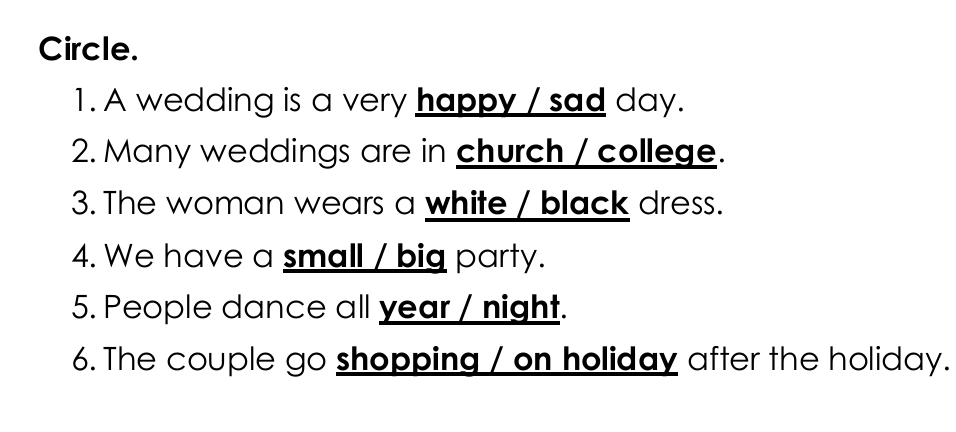 Circle.
1. A wedding is a very happy / sad day.
2. Many weddings are in church / college.
3. The woman wears a white / black dress.
4. We have a small / big party.
5. People dance all year / night.
6. The couple go shopping / on holiday after the holiday.